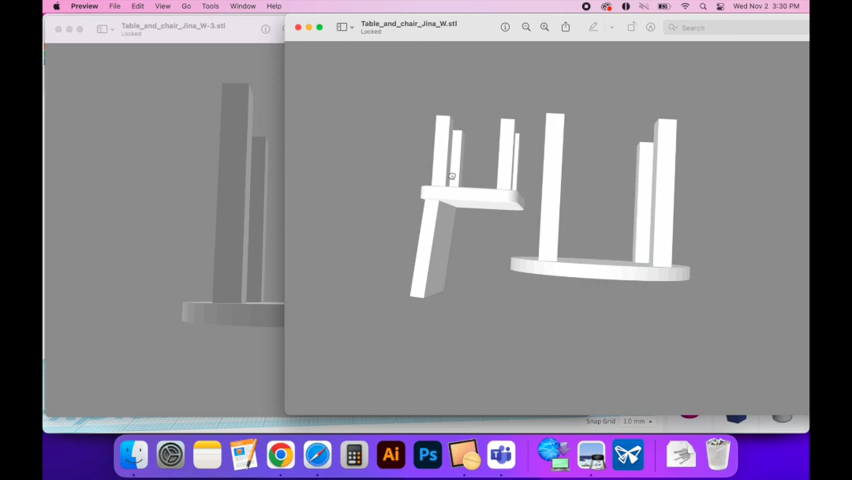 Preview File Edit View Go Tools Window Help Wed Nov 2 3:30 PM
Table_and_chair_Jina_W-3.stl
Locked
Table_and_chair_Jina_W.stl
Locked
Search
Snap Grid 1.0 mm
Ai
Ps